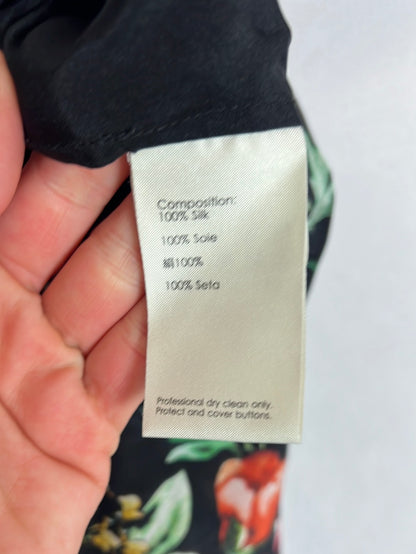 Composition:
100% Silk
100% Soie
絹100%
100% Seta
Professional dry clean only.
Protect and cover buttons.